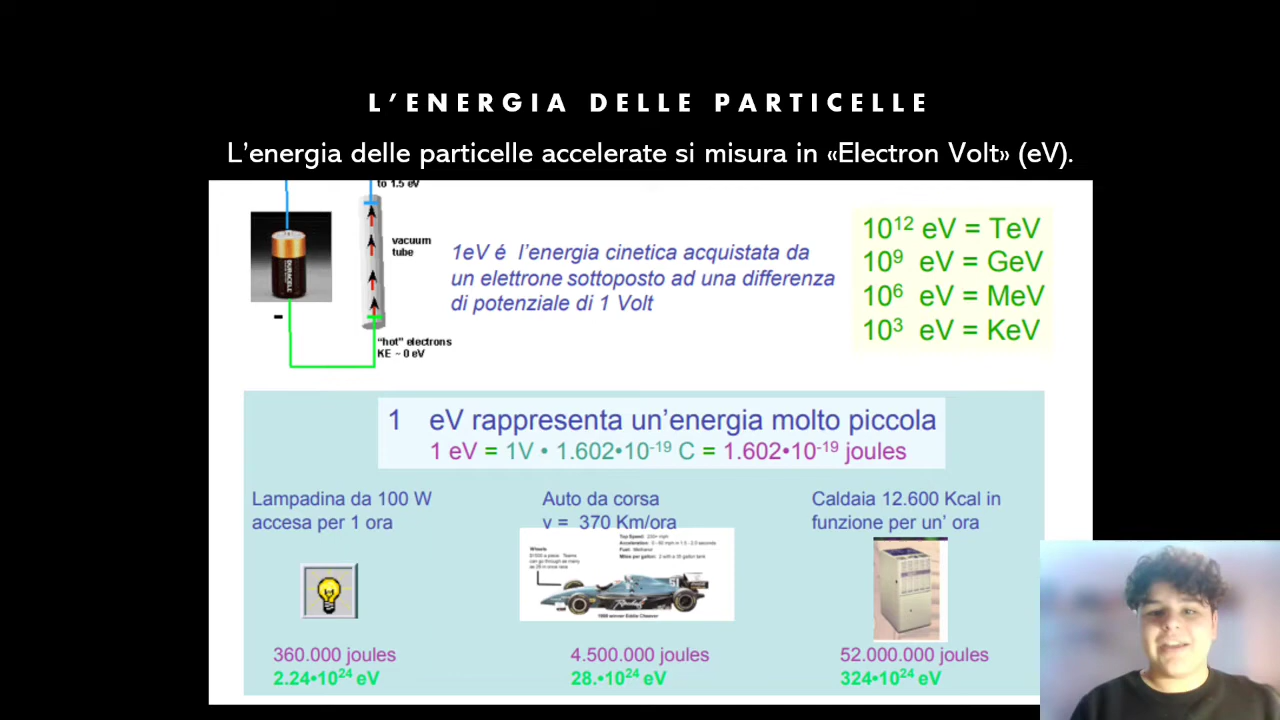 L'ENERGIA DELLE PARTICELLE
L'energia delle particelle accelerate si misura in «Electron Volt» (eV).
to 1.5 eV
DURACELL
vacuum
tube
-
"hot" electrons
KE ~ 0 eV
1eV é l'energia cinetica acquistata da
un elettrone sottoposto ad una differenza
di potenziale di 1 Volt
10¹² eV = TeV
10⁹ eV = GeV
10⁶ eV = MeV
10³ eV = KeV
1 eV rappresenta un'energia molto piccola
1 eV = 1V • 1.602•10⁻¹⁹ C = 1.602•10⁻¹⁹ joules
Lampadina da 100 W
accesa per 1 ora
360.000 joules
2.24•10²⁴ eV
Auto da corsa
v = 370 Km/ora
Wheels
Top Speed:
Fuel: Methanol
4.500.000 joules
28.•10²⁴ eV
Caldaia 12.600 Kcal in
funzione per un' ora
52.000.000 joules
324•10²⁴ eV